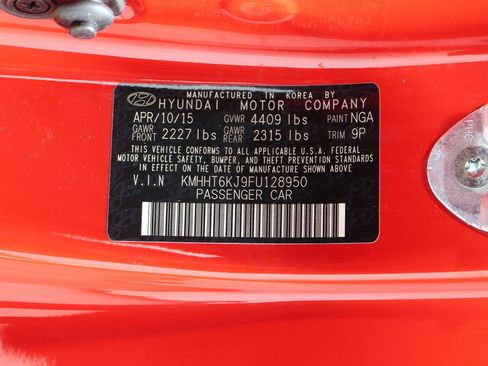 MANUFACTURED IN KOREA BY
HYUNDAI MOTOR COMPANY
APR/10/15 GVWR 4409 lbs PAINT NGA
GAWR FRONT 2227 lbs GAWR REAR 2315 lbs TRIM 9P
THIS VEHICLE CONFORMS TO ALL APPLICABLE U.S.A. FEDERAL
MOTOR VEHICLE SAFETY, BUMPER, AND THEFT PREVENTION STANDARDS
IN EFFECT ON THE DATE OF MANUFACTURE SHOWN ABOVE
V.I.N KMHHT6KJ9FU128950
PASSENGER CAR